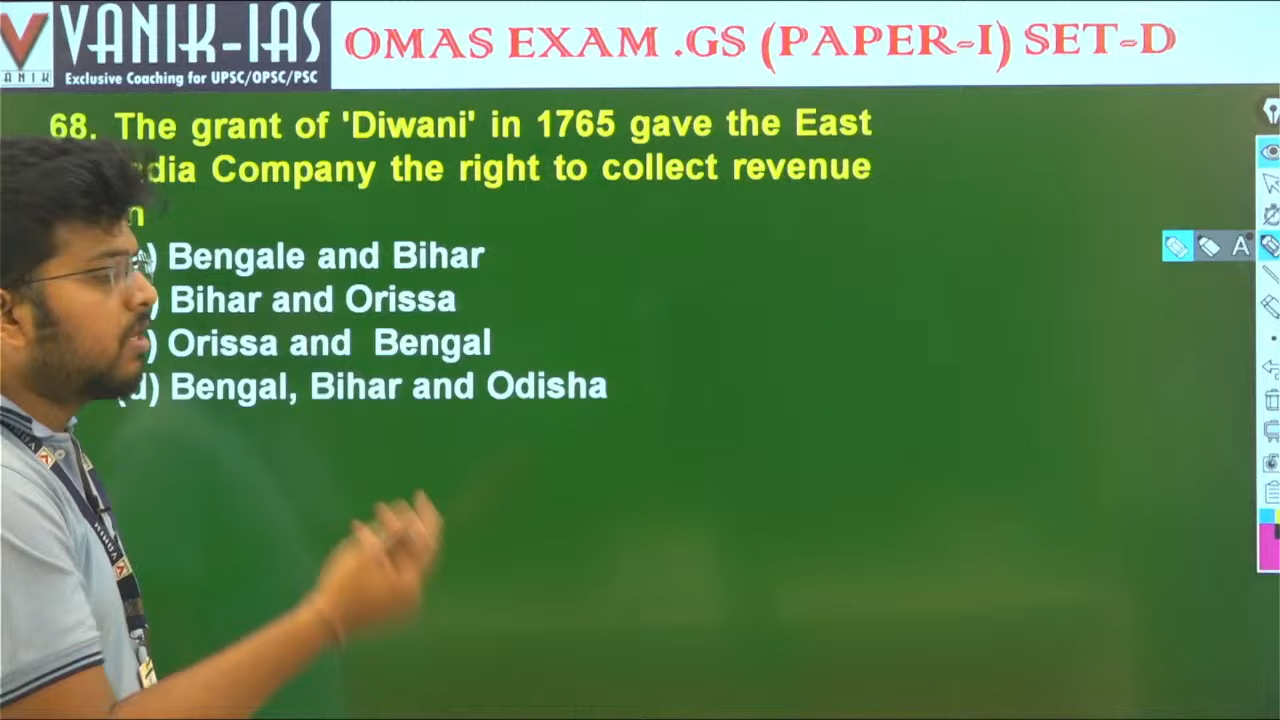 VANIK-IAS
VANIK
Exclusive Coaching for UPSC/OPSC/PSC
OMAS EXAM .GS (PAPER-I) SET-D
68. The grant of 'Diwani' in 1765 gave the East
dia Company the right to collect revenue
n
) Bengale and Bihar
) Bihar and Orissa
) Orissa and Bengal
(d) Bengal, Bihar and Odisha
A